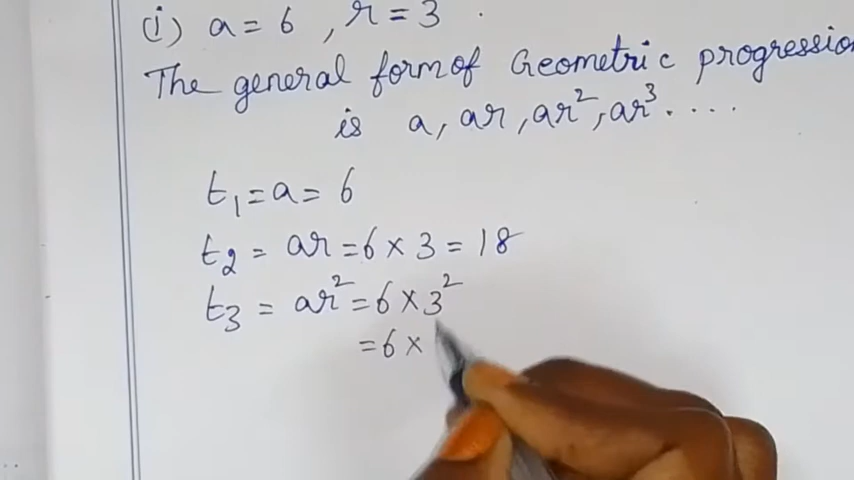 (i) a = 6 , r = 3 .
The general form of Geometric progression
is a, ar, ar², ar³ ....
t₁ = a = 6
t₂ = ar = 6 × 3 = 18
t₃ = ar² = 6 × 3²
= 6 ×